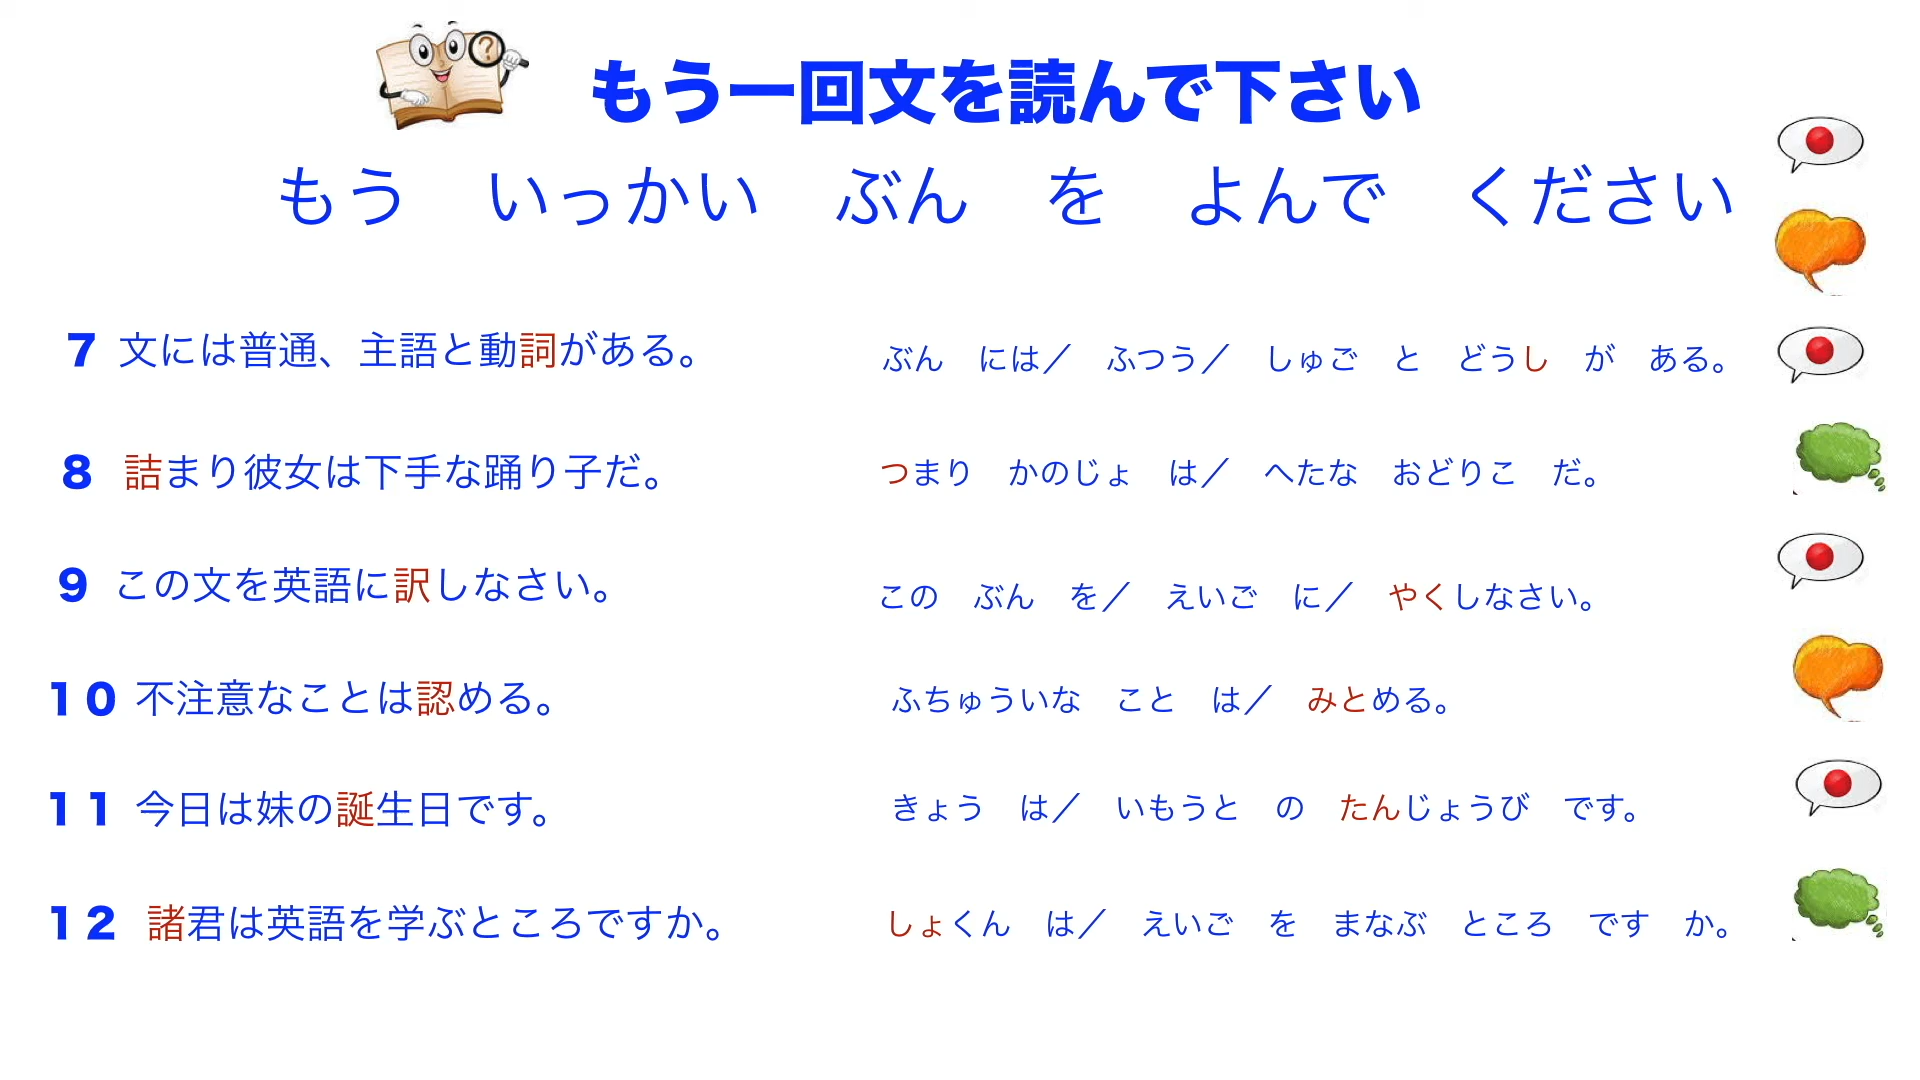 もう一回文を読んで下さい
もう　いっかい　ぶん　を　よんで　ください
7 文には普通、主語と動詞がある。 ぶん　には／　ふつう／　しゅご　と　どうし　が　ある。
8 詰まり彼女は下手な踊り子だ。 つまり　かのじょ　は／　へたな　おどりこ　だ。
9 この文を英語に訳しなさい。 この　ぶん　を／　えいご　に／　やくしなさい。
10 不注意なことは認める。 ふちゅういな　こと　は／　みとめる。
11 今日は妹の誕生日です。 きょう　は／　いもうと　の　たんじょうび　です。
12 諸君は英語を学ぶところですか。 しょくん　は／　えいご　を　まなぶ　ところ　です　か。